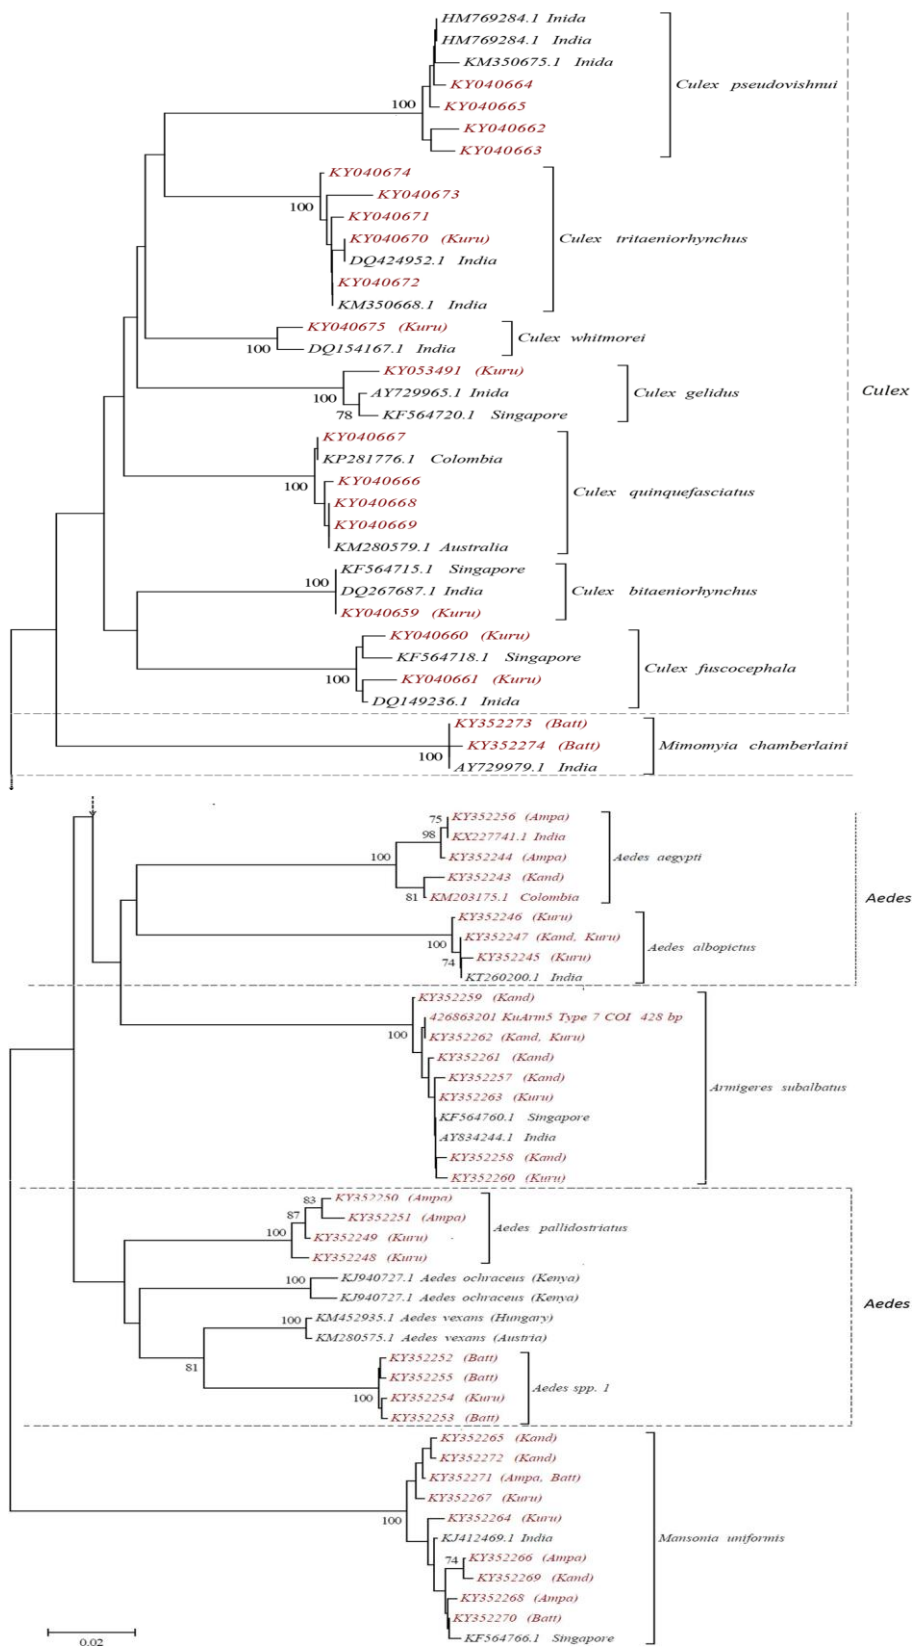 HM769284.1 Inida
HM769284.1 India
KM350675.1 Inida
KY040664
KY040665
KY040662
KY040663
100
Culex pseudovishnui
KY040674
KY040673
KY040671
KY040670 (Kuru)
DQ424952.1 India
KY040672
KM350668.1 India
100
Culex tritaeniorhynchus
KY040675 (Kuru)
DQ154167.1 India
100
Culex whitmorei
KY053491 (Kuru)
AY729965.1 Inida
KF564720.1 Singapore
100
78
Culex gelidus
Culex
KY040667
KP281776.1 Colombia
KY040666
KY040668
KY040669
KM280579.1 Australia
100
Culex quinquefasciatus
KF564715.1 Singapore
DQ267687.1 India
KY040659 (Kuru)
100
Culex bitaeniorhynchus
KY040660 (Kuru)
KF564718.1 Singapore
KY040661 (Kuru)
DQ149236.1 Inida
100
Culex fuscocephala
KY352273 (Batt)
KY352274 (Batt)
AY729979.1 India
100
Mimomyia chamberlaini
KY352256 (Ampa)
KX227741.1 India
KY352244 (Ampa)
KY352243 (Kand)
KM203175.1 Colombia
75
98
100
81
Aedes aegypti
Aedes
KY352246 (Kuru)
KY352247 (Kand, Kuru)
KY352245 (Kuru)
KT260200.1 India
100
74
Aedes albopictus
KY352259 (Kand)
426863201 KuArm5 Type 7 COI 428 bp
KY352262 (Kand, Kuru)
KY352261 (Kand)
KY352257 (Kand)
KY352263 (Kuru)
KF564760.1 Singapore
AY834244.1 India
KY352258 (Kand)
KY352260 (Kuru)
100
Armigeres subalbatus
KY352250 (Ampa)
KY352251 (Ampa)
KY352249 (Kuru)
KY352248 (Kuru)
83
87
100
Aedes pallidostriatus
KJ940727.1 Aedes ochraceus (Kenya)
KJ940727.1 Aedes ochraceus (Kenya)
100
Aedes
KM452935.1 Aedes vexans (Hungary)
KM280575.1 Aedes vexans (Austria)
100
81
KY352252 (Batt)
KY352255 (Batt)
KY352254 (Kuru)
KY352253 (Batt)
100
Aedes spp. 1
KY352265 (Kand)
KY352272 (Kand)
KY352271 (Ampa, Batt)
KY352267 (Kuru)
KY352264 (Kuru)
KJ412469.1 India
KY352266 (Ampa)
KY352269 (Kand)
KY352268 (Ampa)
KY352270 (Batt)
KF564766.1 Singapore
100
74
Mansonia uniformis
0.02